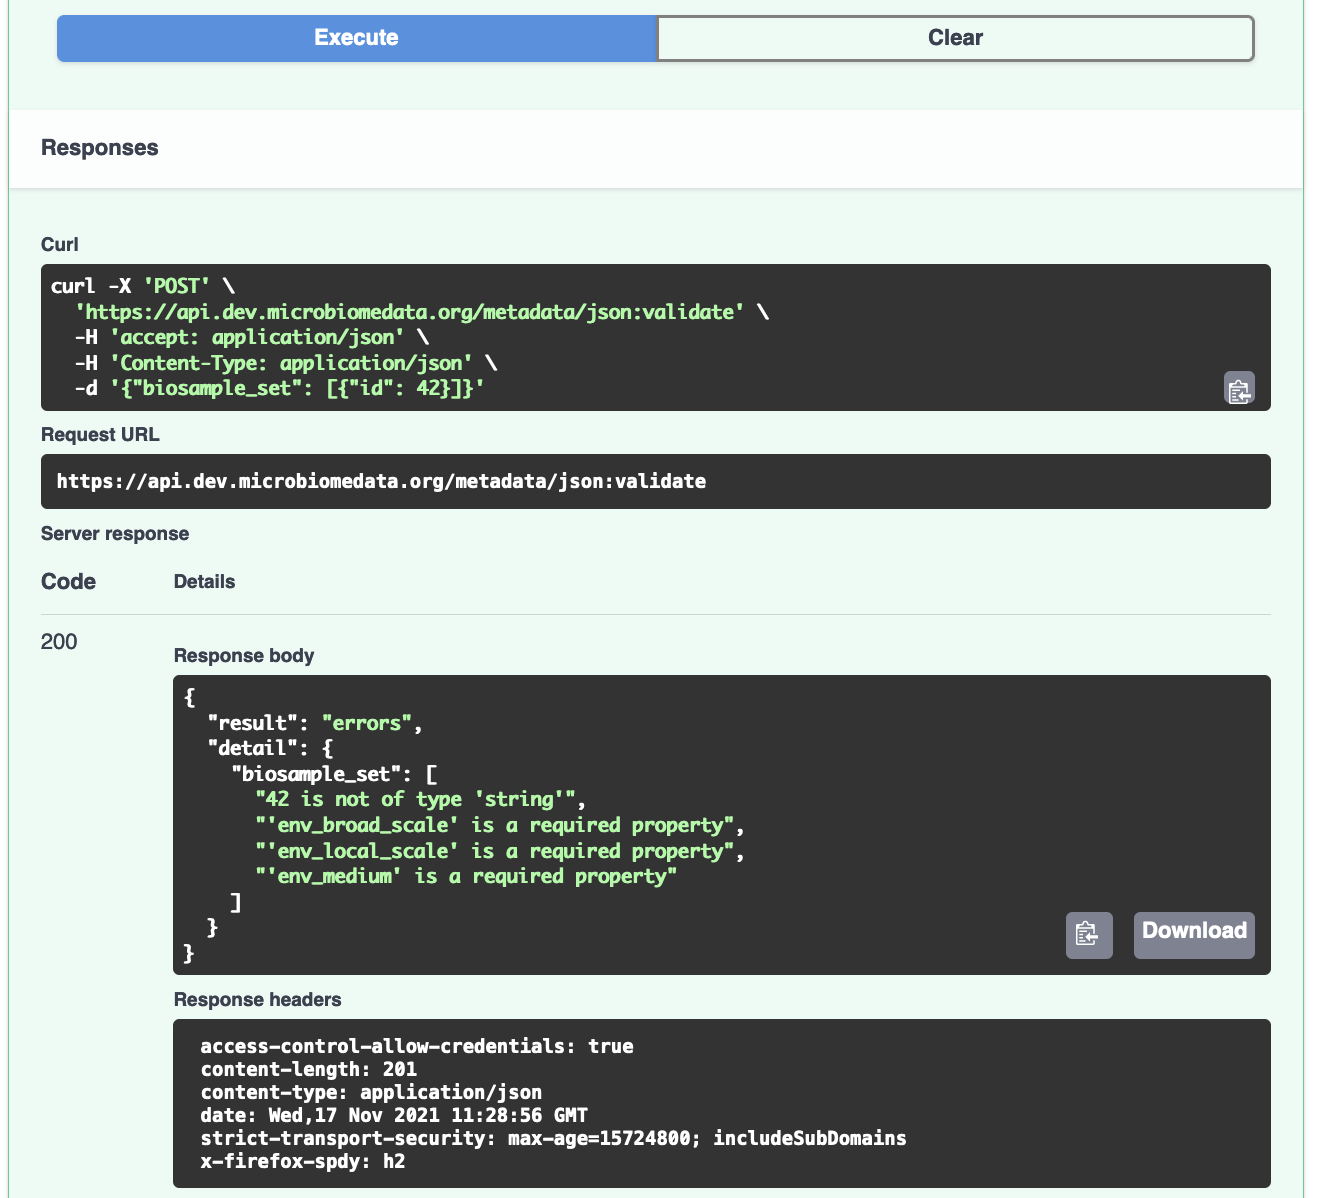 Execute
Clear
Responses
Curl
curl -X 'POST' \
  'https://api.dev.microbiomedata.org/metadata/json:validate' \
  -H 'accept: application/json' \
  -H 'Content-Type: application/json' \
  -d '{"biosample_set": [{"id": 42}]}'
Request URL
https://api.dev.microbiomedata.org/metadata/json:validate
Server response
Code Details
200
Response body
{
  "result": "errors",
  "detail": {
    "biosample_set": [
      "42 is not of type 'string'",
      "'env_broad_scale' is a required property",
      "'env_local_scale' is a required property",
      "'env_medium' is a required property"
    ]
  }
}
Download
Response headers
access-control-allow-credentials: true
content-length: 201
content-type: application/json
date: Wed,17 Nov 2021 11:28:56 GMT
strict-transport-security: max-age=15724800; includeSubDomains
x-firefox-spdy: h2